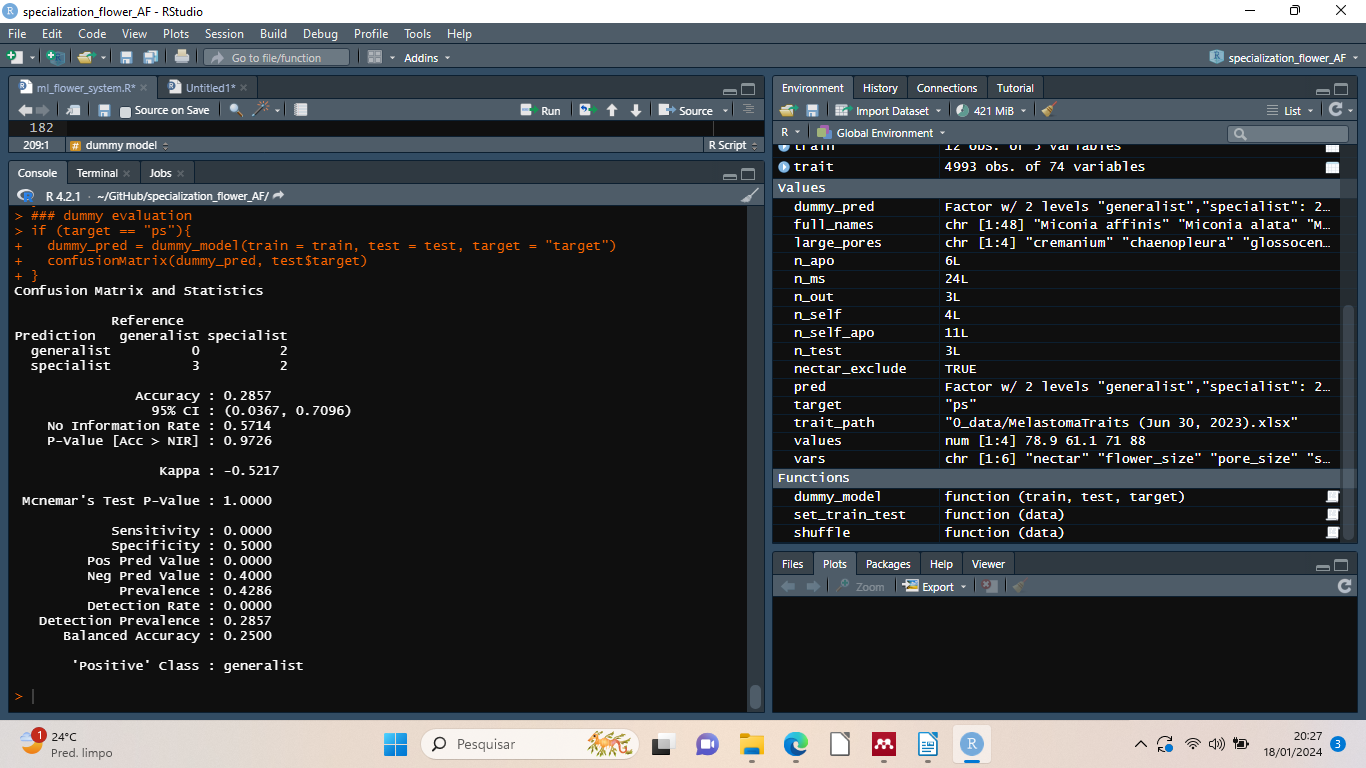 specialization_flower_AF - RStudio
File Edit Code View Plots Session Build Debug Profile Tools Help
Go to file/function Addins specialization_flower_AF
ml_flower_system.R* Untitled1*
Source on Save Run Source
182
209:1 dummy model R Script
Console Terminal Jobs
R 4.2.1 · ~/GitHub/specialization_flower_AF/
> ### dummy evaluation
> if (target == "ps"){
+ dummy_pred = dummy_model(train = train, test = test, target = "target")
+ confusionMatrix(dummy_pred, test$target)
+ }
Confusion Matrix and Statistics
Reference
Prediction generalist specialist
generalist 0 2
specialist 3 2
Accuracy : 0.2857
95% CI : (0.0367, 0.7096)
No Information Rate : 0.5714
P-Value [Acc > NIR] : 0.9726
Kappa : -0.5217
Mcnemar's Test P-Value : 1.0000
Sensitivity : 0.0000
Specificity : 0.5000
Pos Pred Value : 0.0000
Neg Pred Value : 0.4000
Prevalence : 0.4286
Detection Rate : 0.0000
Detection Prevalence : 0.2857
Balanced Accuracy : 0.2500
'Positive' Class : generalist
>
Environment History Connections Tutorial
Import Dataset 421 MiB List
R Global Environment
train 12 obs. of 5 variables
trait 4993 obs. of 74 variables
Values
dummy_pred Factor w/ 2 levels "generalist","specialist": 2…
full_names chr [1:48] "Miconia affinis" "Miconia alata" "M…
large_pores chr [1:4] "cremanium" "chaenopleura" "glossocen…
n_apo 6L
n_ms 24L
n_out 3L
n_self 4L
n_self_apo 11L
n_test 3L
nectar_exclude TRUE
pred Factor w/ 2 levels "generalist","specialist": 2…
target "ps"
trait_path "0_data/MelastomaTraits (Jun 30, 2023).xlsx"
values num [1:4] 78.9 61.1 71 88
vars chr [1:6] "nectar" "flower_size" "pore_size" "s…
Functions
dummy_model function (train, test, target)
set_train_test function (data)
shuffle function (data)
Files Plots Packages Help Viewer
Zoom Export
1 24°C
Pred. limpo
Pesquisar
20:27
18/01/2024 3